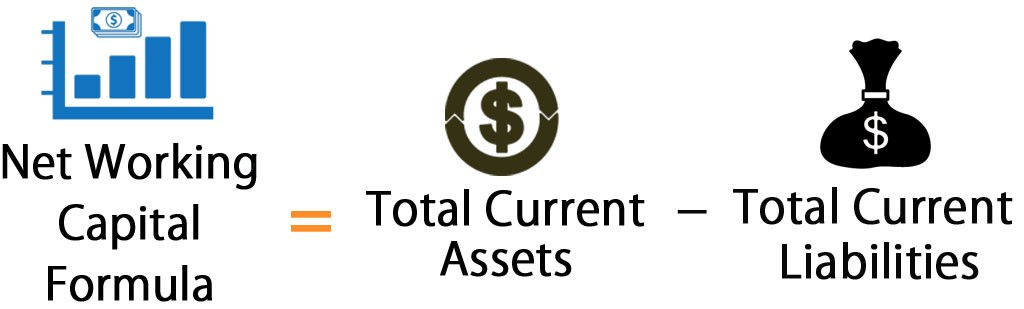 Net Working
Capital
Formula
=
Total Current
Assets
–
Total Current
Liabilities
$
$
$